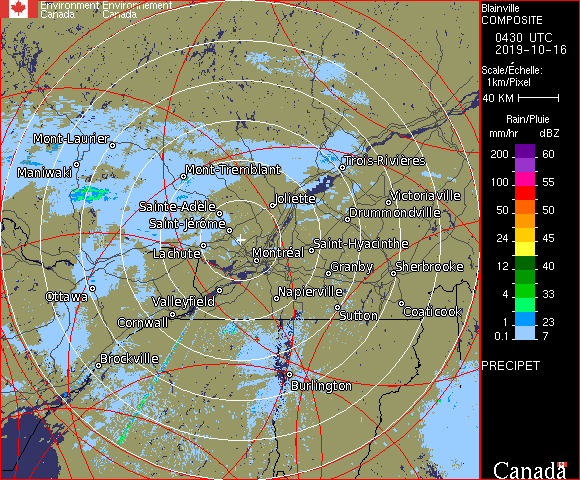 Environment Environnement
Canada Canada
Blainville
COMPOSITE
0430 UTC
2019-10-16
Scale/Échelle:
1km/Pixel
40 KM
Rain/Pluie
mm/hr dBZ
200 60
100 55
50 50
24 45
12 40
4 33
1 23
0.1 7
PRECIPET
Canada
Mont-Laurier
Maniwaki
Mont-Tremblant
Trois-Rivières
Joliette
Victoriaville
Sainte-Adèle
Drummondville
Saint-Jérôme
Lachute
Montréal
Saint-Hyacinthe
Granby
Sherbrooke
Ottawa
Valleyfield
Napierville
Cornwall
Sutton
Coaticook
Brockville
Burlington